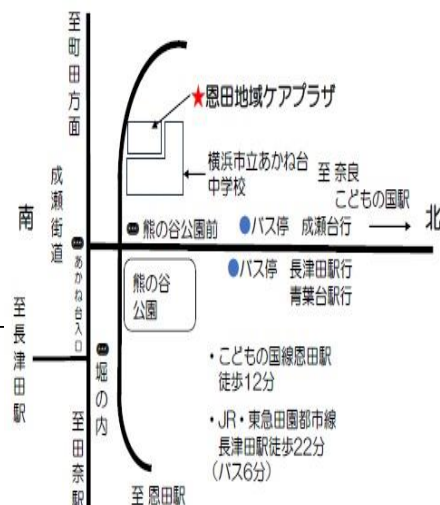 至町田方面
★恩田地域ケアプラザ
横浜市立あかね台
中学校
至 奈良
こどもの国駅
成瀬街道
南
北
熊の谷公園前
バス停 成瀬台行
あかね台入口
バス停 長津田駅行
青葉台駅行
熊の谷
公園
至長津田駅
堀の内
・こどもの国線恩田駅
徒歩12分
・JR・東急田園都市線
長津田駅徒歩22分
(バス6分)
至田奈駅
至 恩田駅